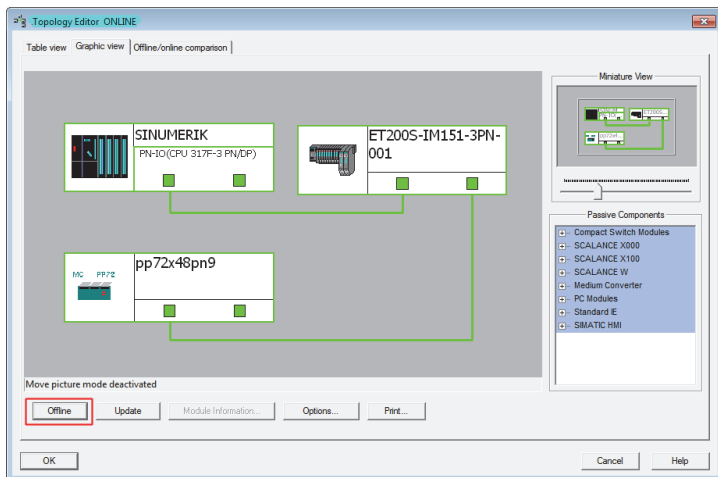 Topology Editor ONLINE
Table view
Graphic view
Offline/online comparison
SINUMERIK
PN-IO(CPU 317F-3 PN/DP)
ET200S-IM151-3PN-
001
pp72x48pn9
MC PP72
Miniature View
Passive Components
Compact Switch Modules
SCALANCE X000
SCALANCE X100
SCALANCE W
Medium Converter
PC Modules
Standard IE
SIMATIC HMI
Move picture mode deactivated
Offline
Update
Module Information...
Options...
Print...
OK
Cancel
Help